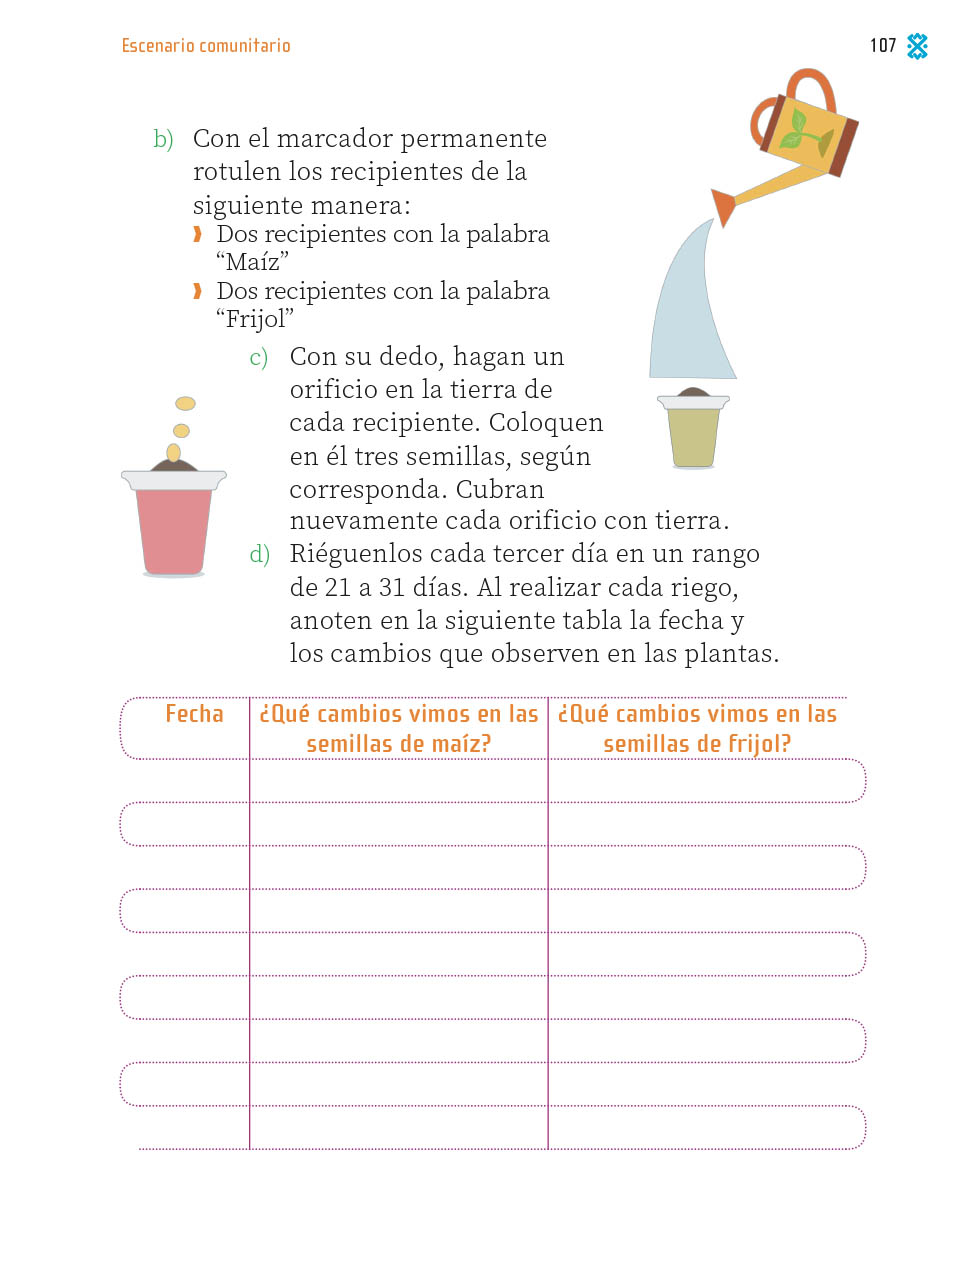 Escenario comunitario
107
b) Con el marcador permanente
rotulen los recipientes de la
siguiente manera:
Dos recipientes con la palabra
“Maíz”
Dos recipientes con la palabra
“Frijol”
c) Con su dedo, hagan un
orificio en la tierra de
cada recipiente. Coloquen
en él tres semillas, según
corresponda. Cubran
nuevamente cada orificio con tierra.
d) Riéguenlos cada tercer día en un rango
de 21 a 31 días. Al realizar cada riego,
anoten en la siguiente tabla la fecha y
los cambios que observen en las plantas.
Fecha
¿Qué cambios vimos en las
semillas de maíz?
¿Qué cambios vimos en las
semillas de frijol?